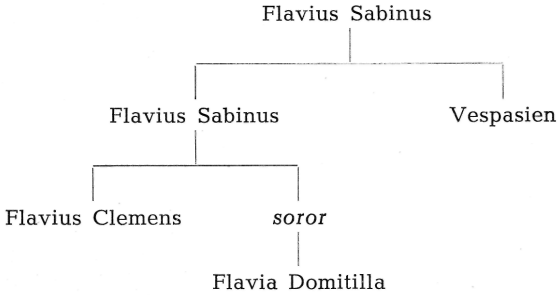 Flavius Sabinus
Flavius Sabinus Vespasien
Flavius Clemens soror
Flavia Domitilla